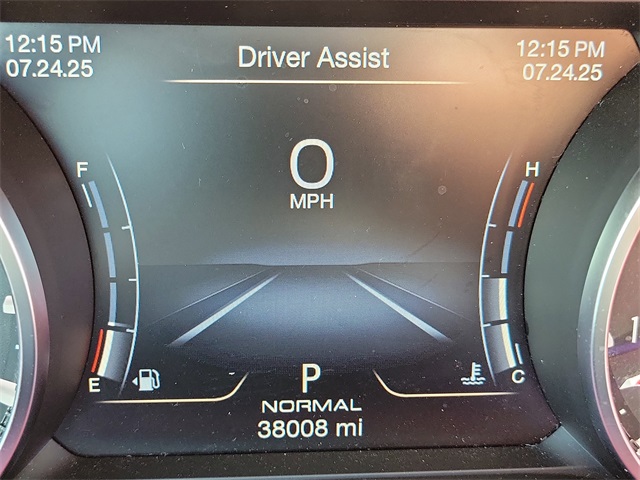 12:15 PM
07.24.25
Driver Assist
12:15 PM
07.24.25
0
MPH
F
H
E
C
P
NORMAL
38008 mi
1